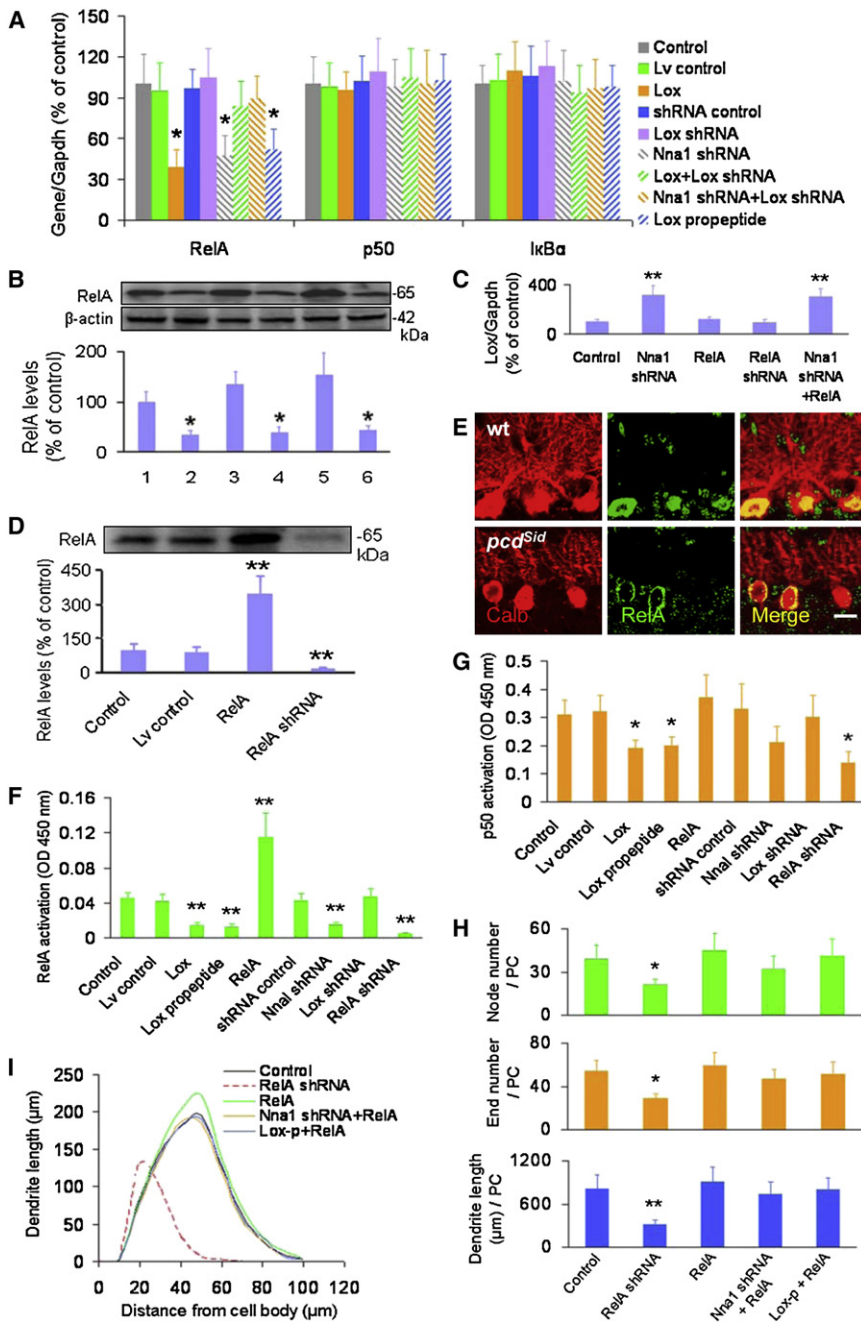 A
Gene/Gapdh (% of control)
150
120
90
60
30
0
*
*
*
RelA
p50
IκBα
Control
Lv control
Lox
shRNA control
Lox shRNA
Nna1 shRNA
Lox+Lox shRNA
Nna1 shRNA+Lox shRNA
Lox propeptide
B
RelA
-65
β-actin
-42
kDa
RelA levels
(% of control)
200
100
0
*
*
*
1 2 3 4 5 6
C
Lox/Gapdh
(% of control)
400
0
**
**
Control
Nna1
shRNA
RelA
RelA
shRNA
Nna1
shRNA
+RelA
D
RelA
-65
kDa
RelA levels (% of control)
450
300
150
0
**
**
Control
Lv control
RelA
RelA shRNA
E
wt
pcdSid
Calb
RelA
Merge
F
RelA activation (OD 450 nm)
0.16
0.12
0.08
0.04
0
**
**
**
**
**
Control
Lv control
Lox
Lox propeptide
RelA
shRNA control
Nnal shRNA
Lox shRNA
RelA shRNA
G
p50 activation (OD 450 nm)
0.5
0.4
0.3
0.2
0.1
0
*
*
*
Control
Lv control
Lox
Lox propeptide
RelA
shRNA control
Nnal shRNA
Lox shRNA
RelA shRNA
H
Node number
/ PC
60
30
0
*
End number
/ PC
80
40
0
*
Dendrite length
(μm) / PC
1200
600
0
**
Control
RelA shRNA
RelA
Nna1 shRNA
+ RelA
Lox-p + RelA
I
Dendrite length (μm)
250
200
150
100
50
0
Control
RelA shRNA
RelA
Nna1 shRNA+RelA
Lox-p+RelA
0 20 40 60 80 100 120
Distance from cell body (μm)